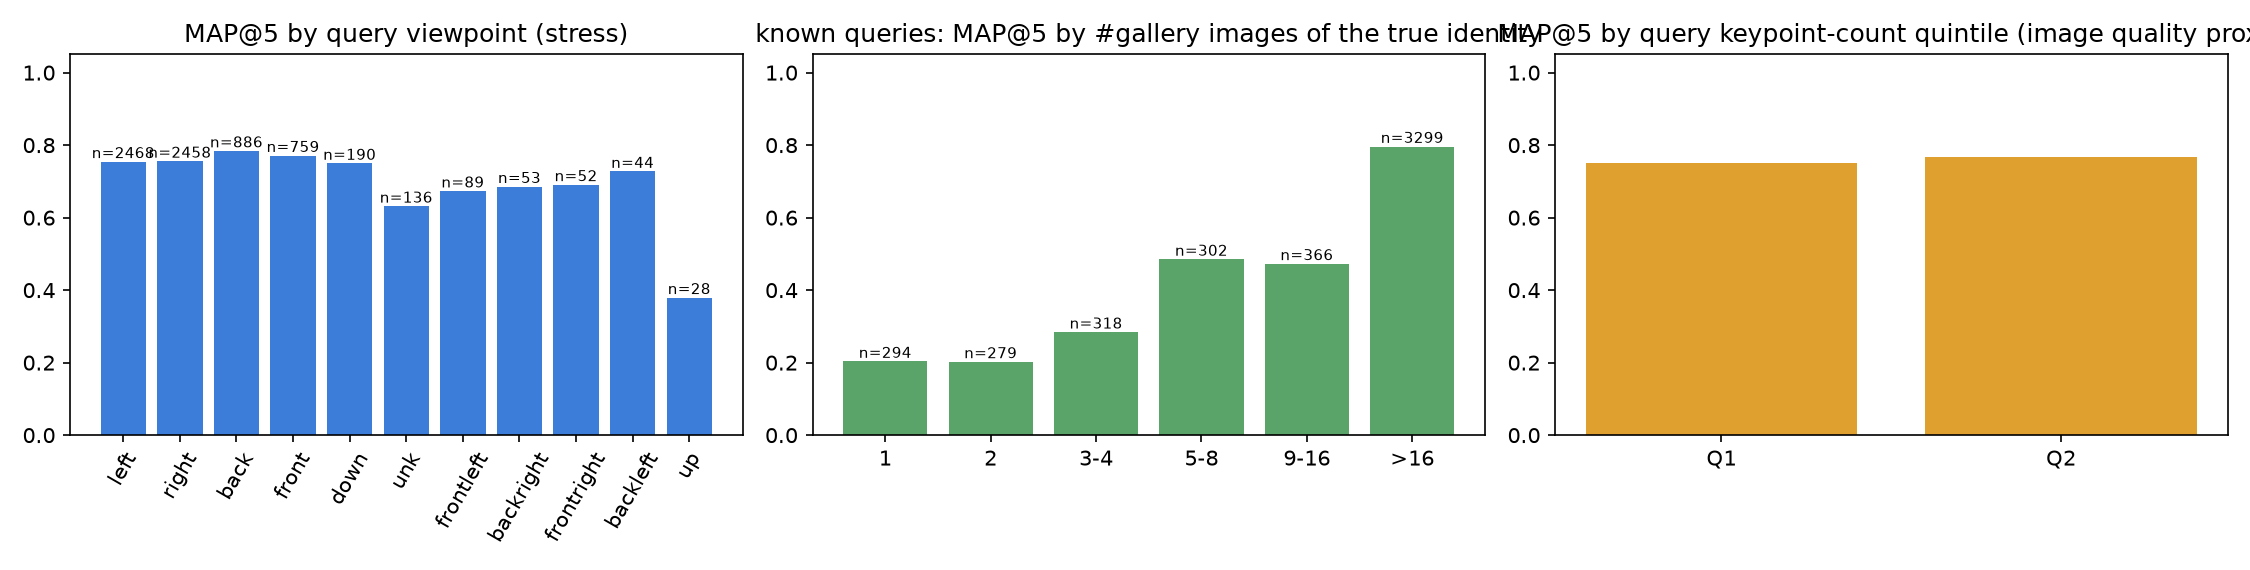 MAP@5 by query viewpoint (stress)
1.0
0.8
0.6
0.4
0.2
0.0
n=2468
n=2458
n=886
n=759
n=190
n=136
n=89
n=53
n=52
n=44
n=28
left
right
back
front
down
unk
frontleft
backright
frontright
backleft
up
known queries: MAP@5 by #gallery images of the true identity
1.0
0.8
0.6
0.4
0.2
0.0
n=294
n=279
n=318
n=302
n=366
n=3299
1
2
3-4
5-8
9-16
>16
MAP@5 by query keypoint-count quintile (image quality prox
1.0
0.8
0.6
0.4
0.2
0.0
Q1
Q2